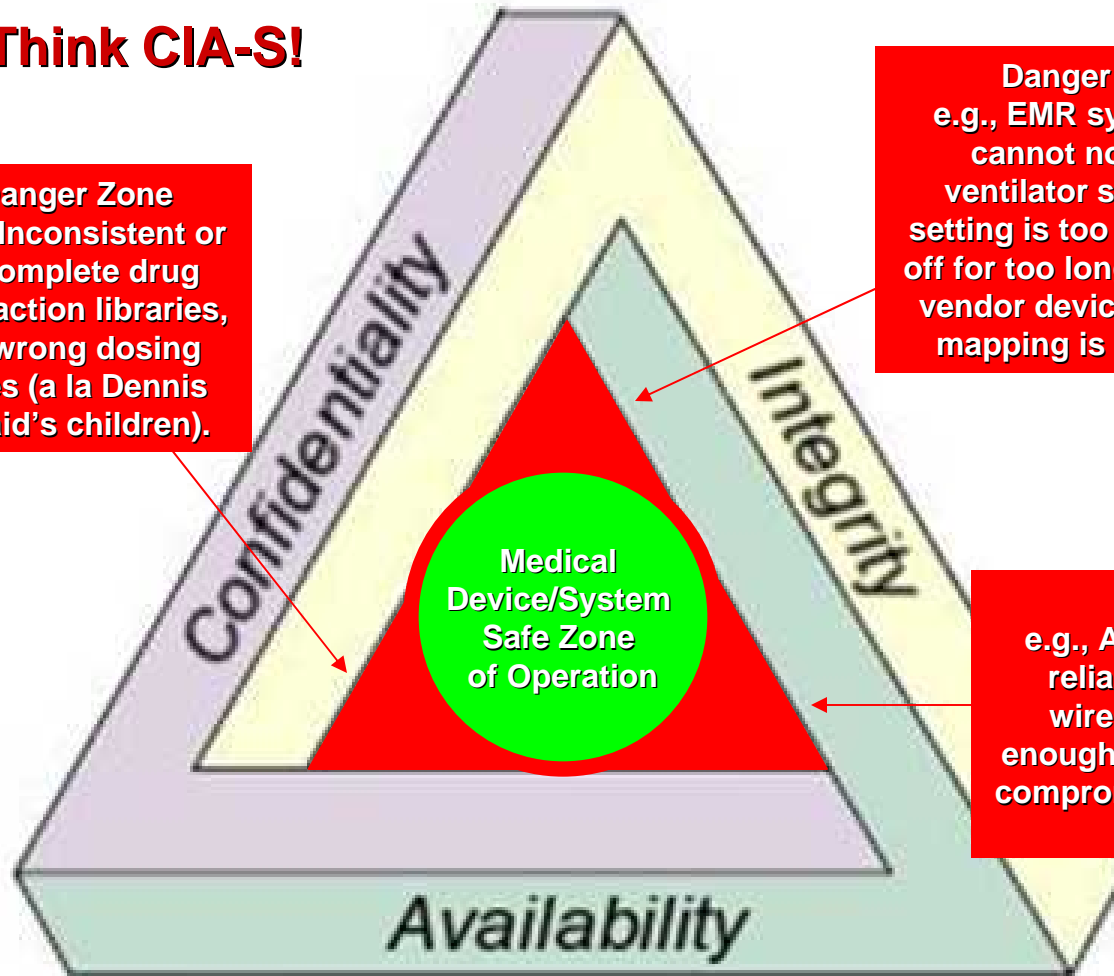 Think CIA-S!
anger Zone
Inconsistent or
omplete drug
action libraries,
wrong dosing
es (a la Dennis
aid's children).
Danger
e.g., EMR sy
cannot no
ventilator s
setting is too
off for too lon
vendor devic
mapping is
Confidentiality
Integrity
Medical
Device/System
Safe Zone
of Operation
e.g., A
relia
wire
enough
compro
Availability